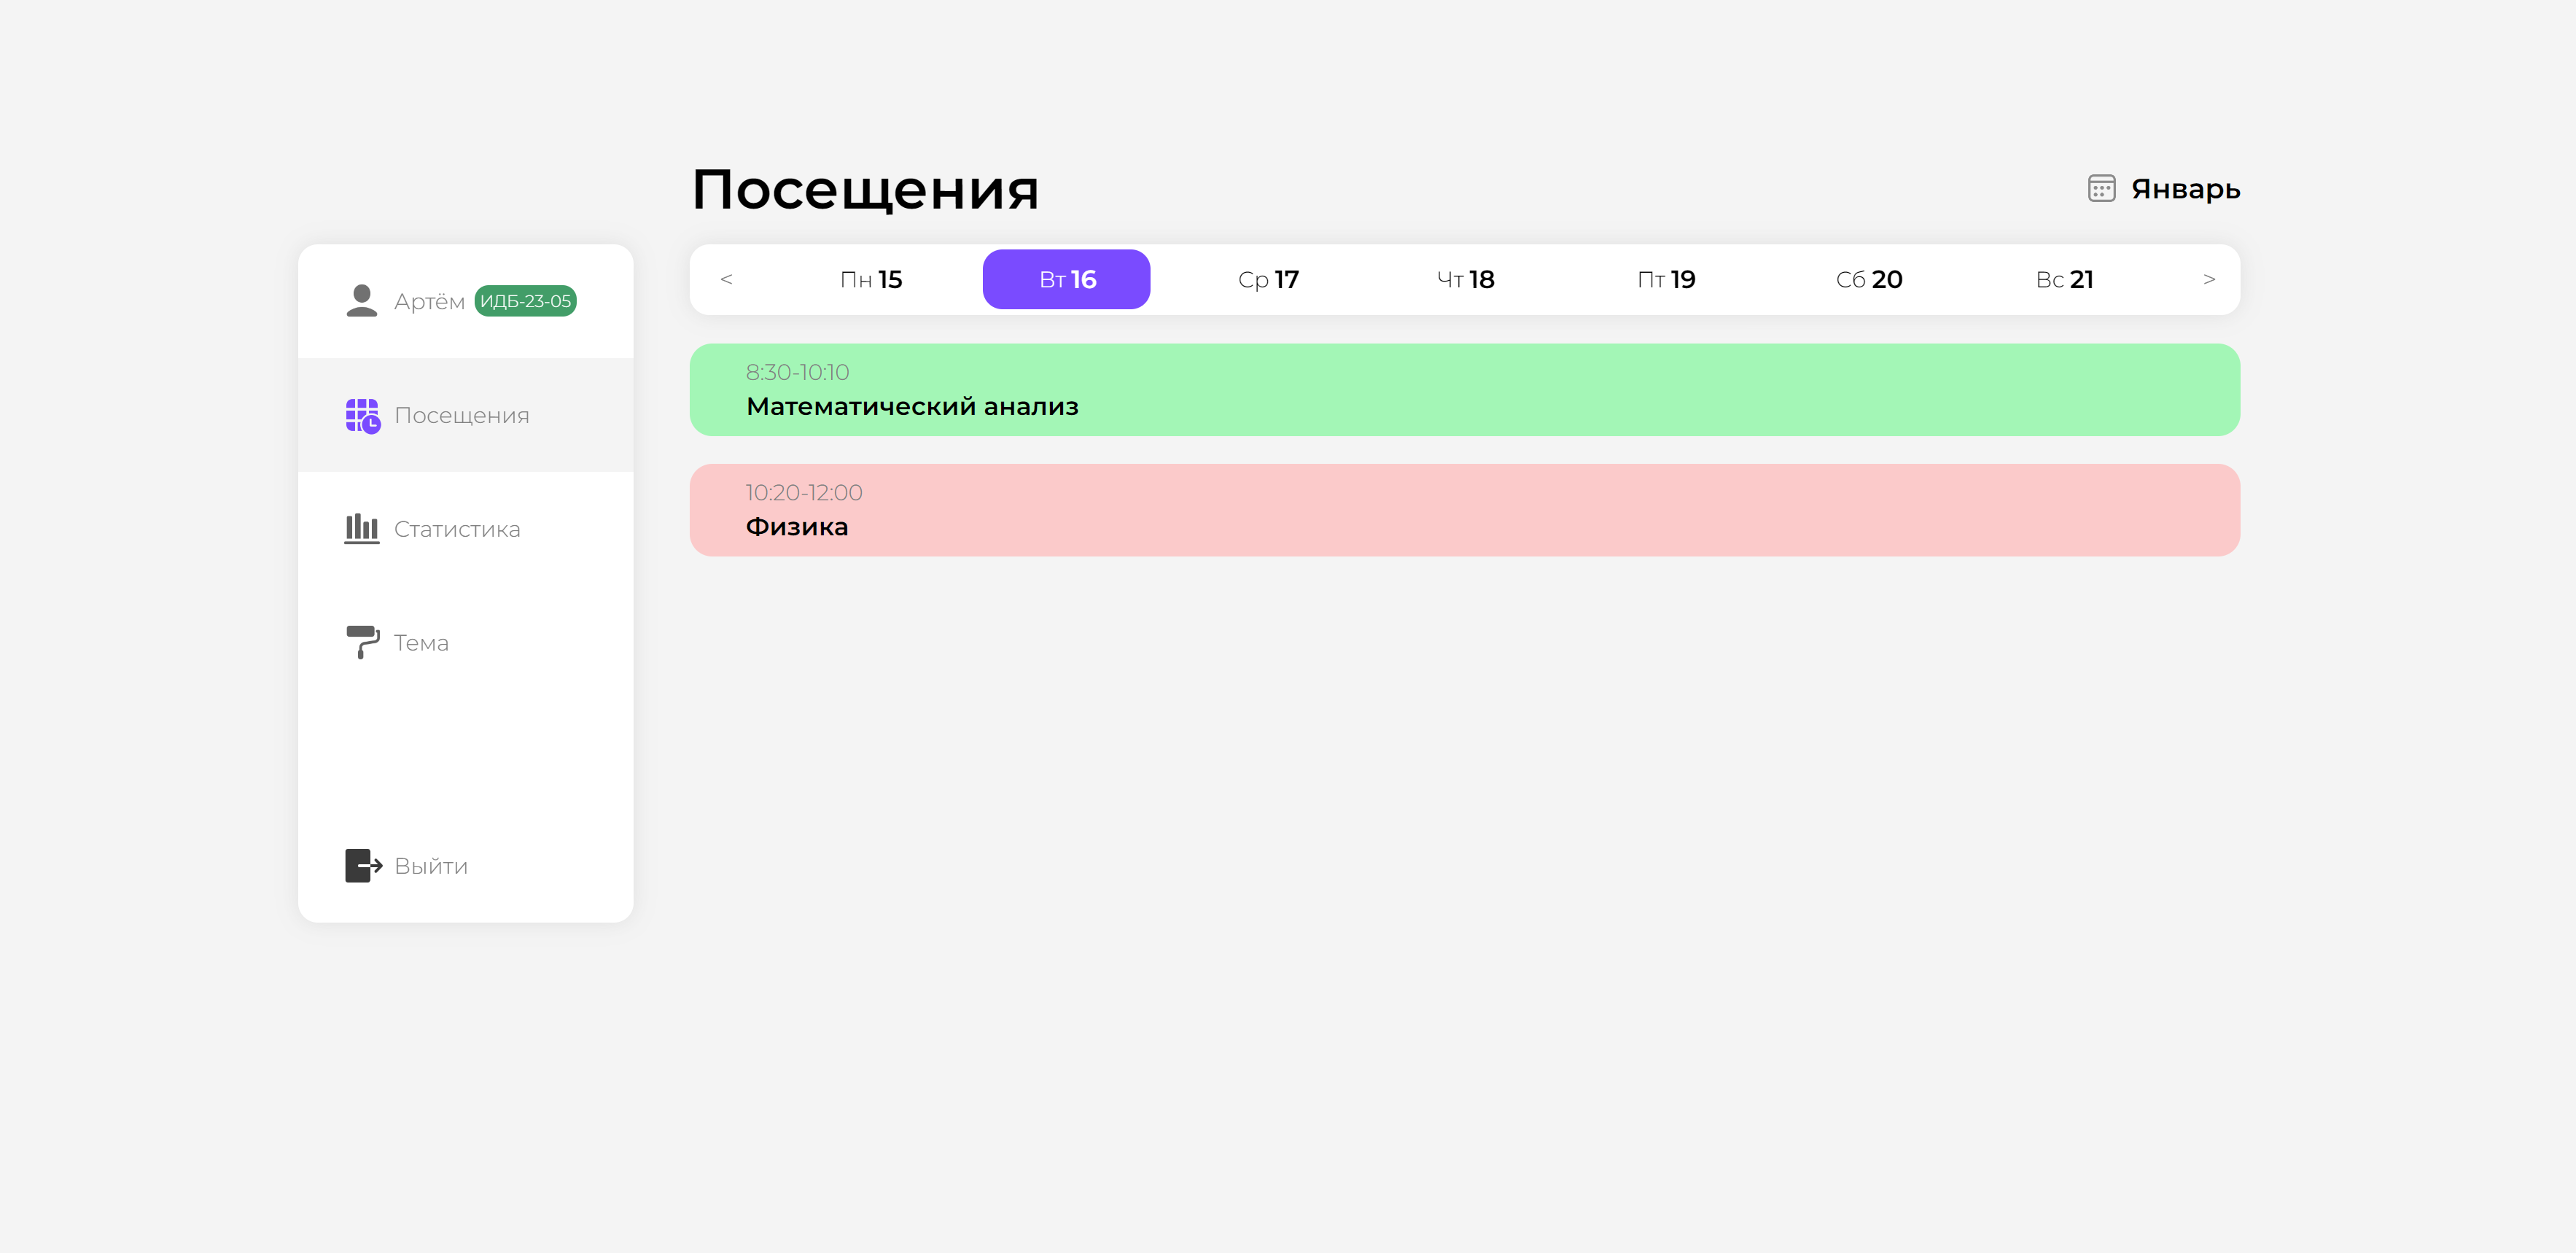 Посещения
Январь
Артём ИДБ-23-05
Посещения
Статистика
Тема
Выйти
< Пн 15 Вт 16 Ср 17 Чт 18 Пт 19 Сб 20 Вс 21 >
8:30-10:10
Математический анализ
10:20-12:00
Физика